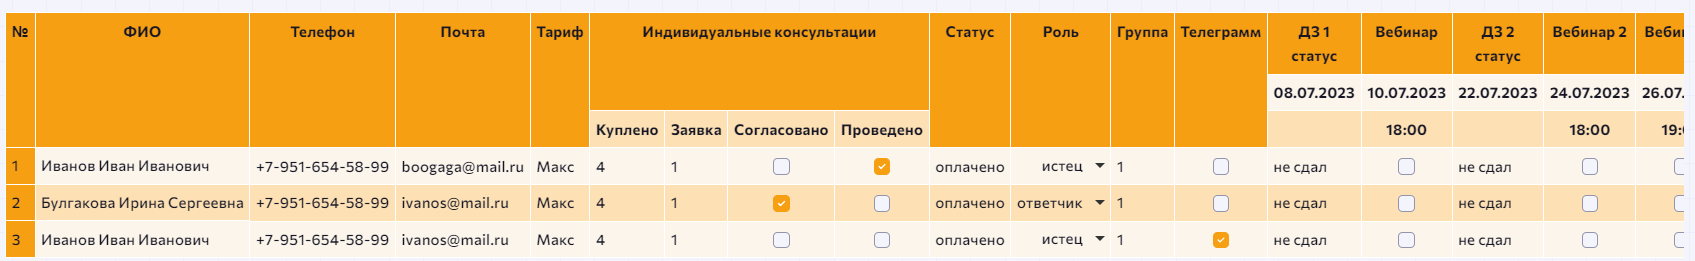 № ФИО Телефон Почта Тариф Индивидуальные консультации Статус Роль Группа Телеграмм ДЗ 1 Вебинар ДЗ 2 Вебинар 2
статус статус
08.07.2023 10.07.2023 22.07.2023 24.07.2023 26.07.
Куплено Заявка Согласовано Проведено 18:00 18:00
1 Иванов Иван Иванович +7-951-654-58-99 boogaga@mail.ru Макс 4 1 оплачено истец 1 не сдал не сдал
2 Булгакова Ирина Сергеевна +7-951-654-58-99 ivanos@mail.ru Макс 4 1 оплачено ответчик 1 не сдал не сдал
3 Иванов Иван Иванович +7-951-654-58-99 ivanos@mail.ru Макс 4 1 оплачено истец 1 не сдал не сдал